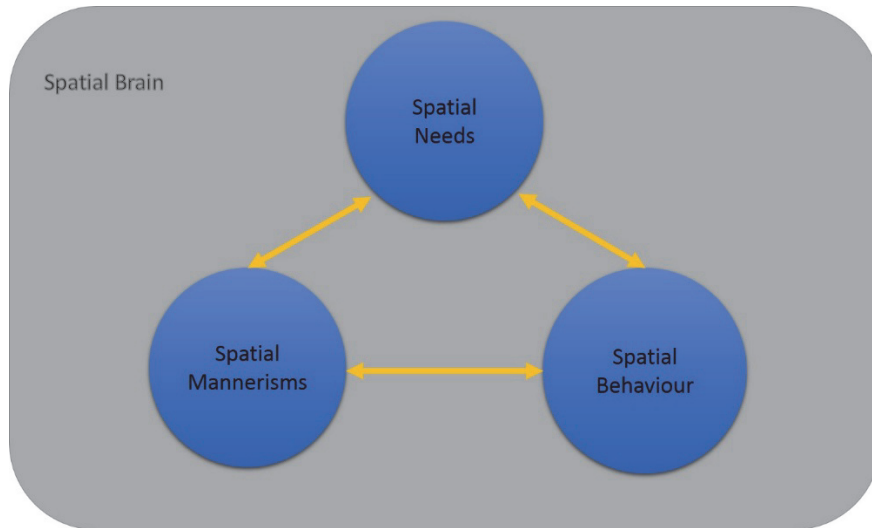 Spatial Brain
Spatial
Needs
Spatial
Mannerisms
Spatial
Behaviour